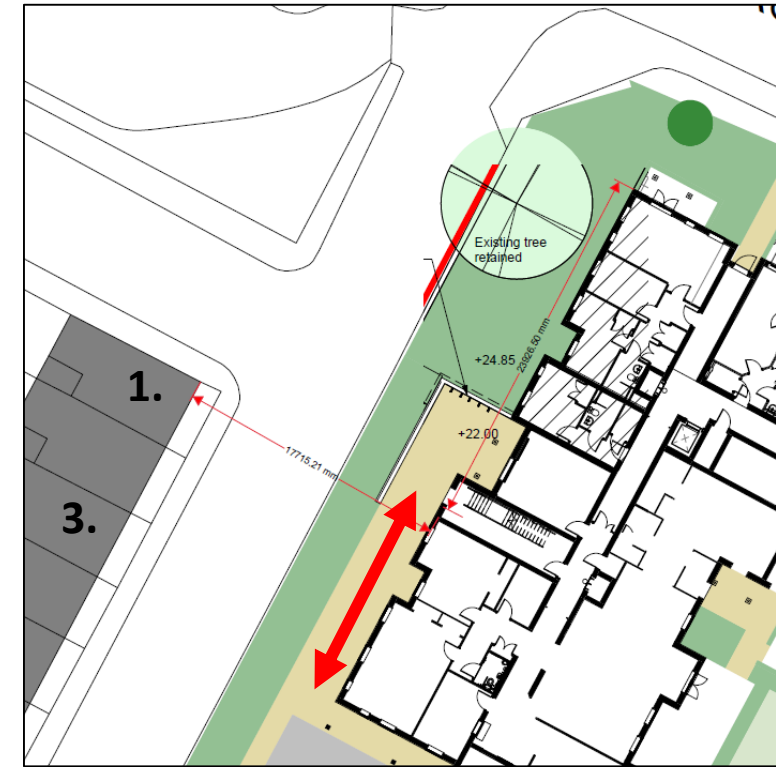 Existing tree
retained
+24.85
23926.50 mm
1.
+22.00
17715.21 mm
3.